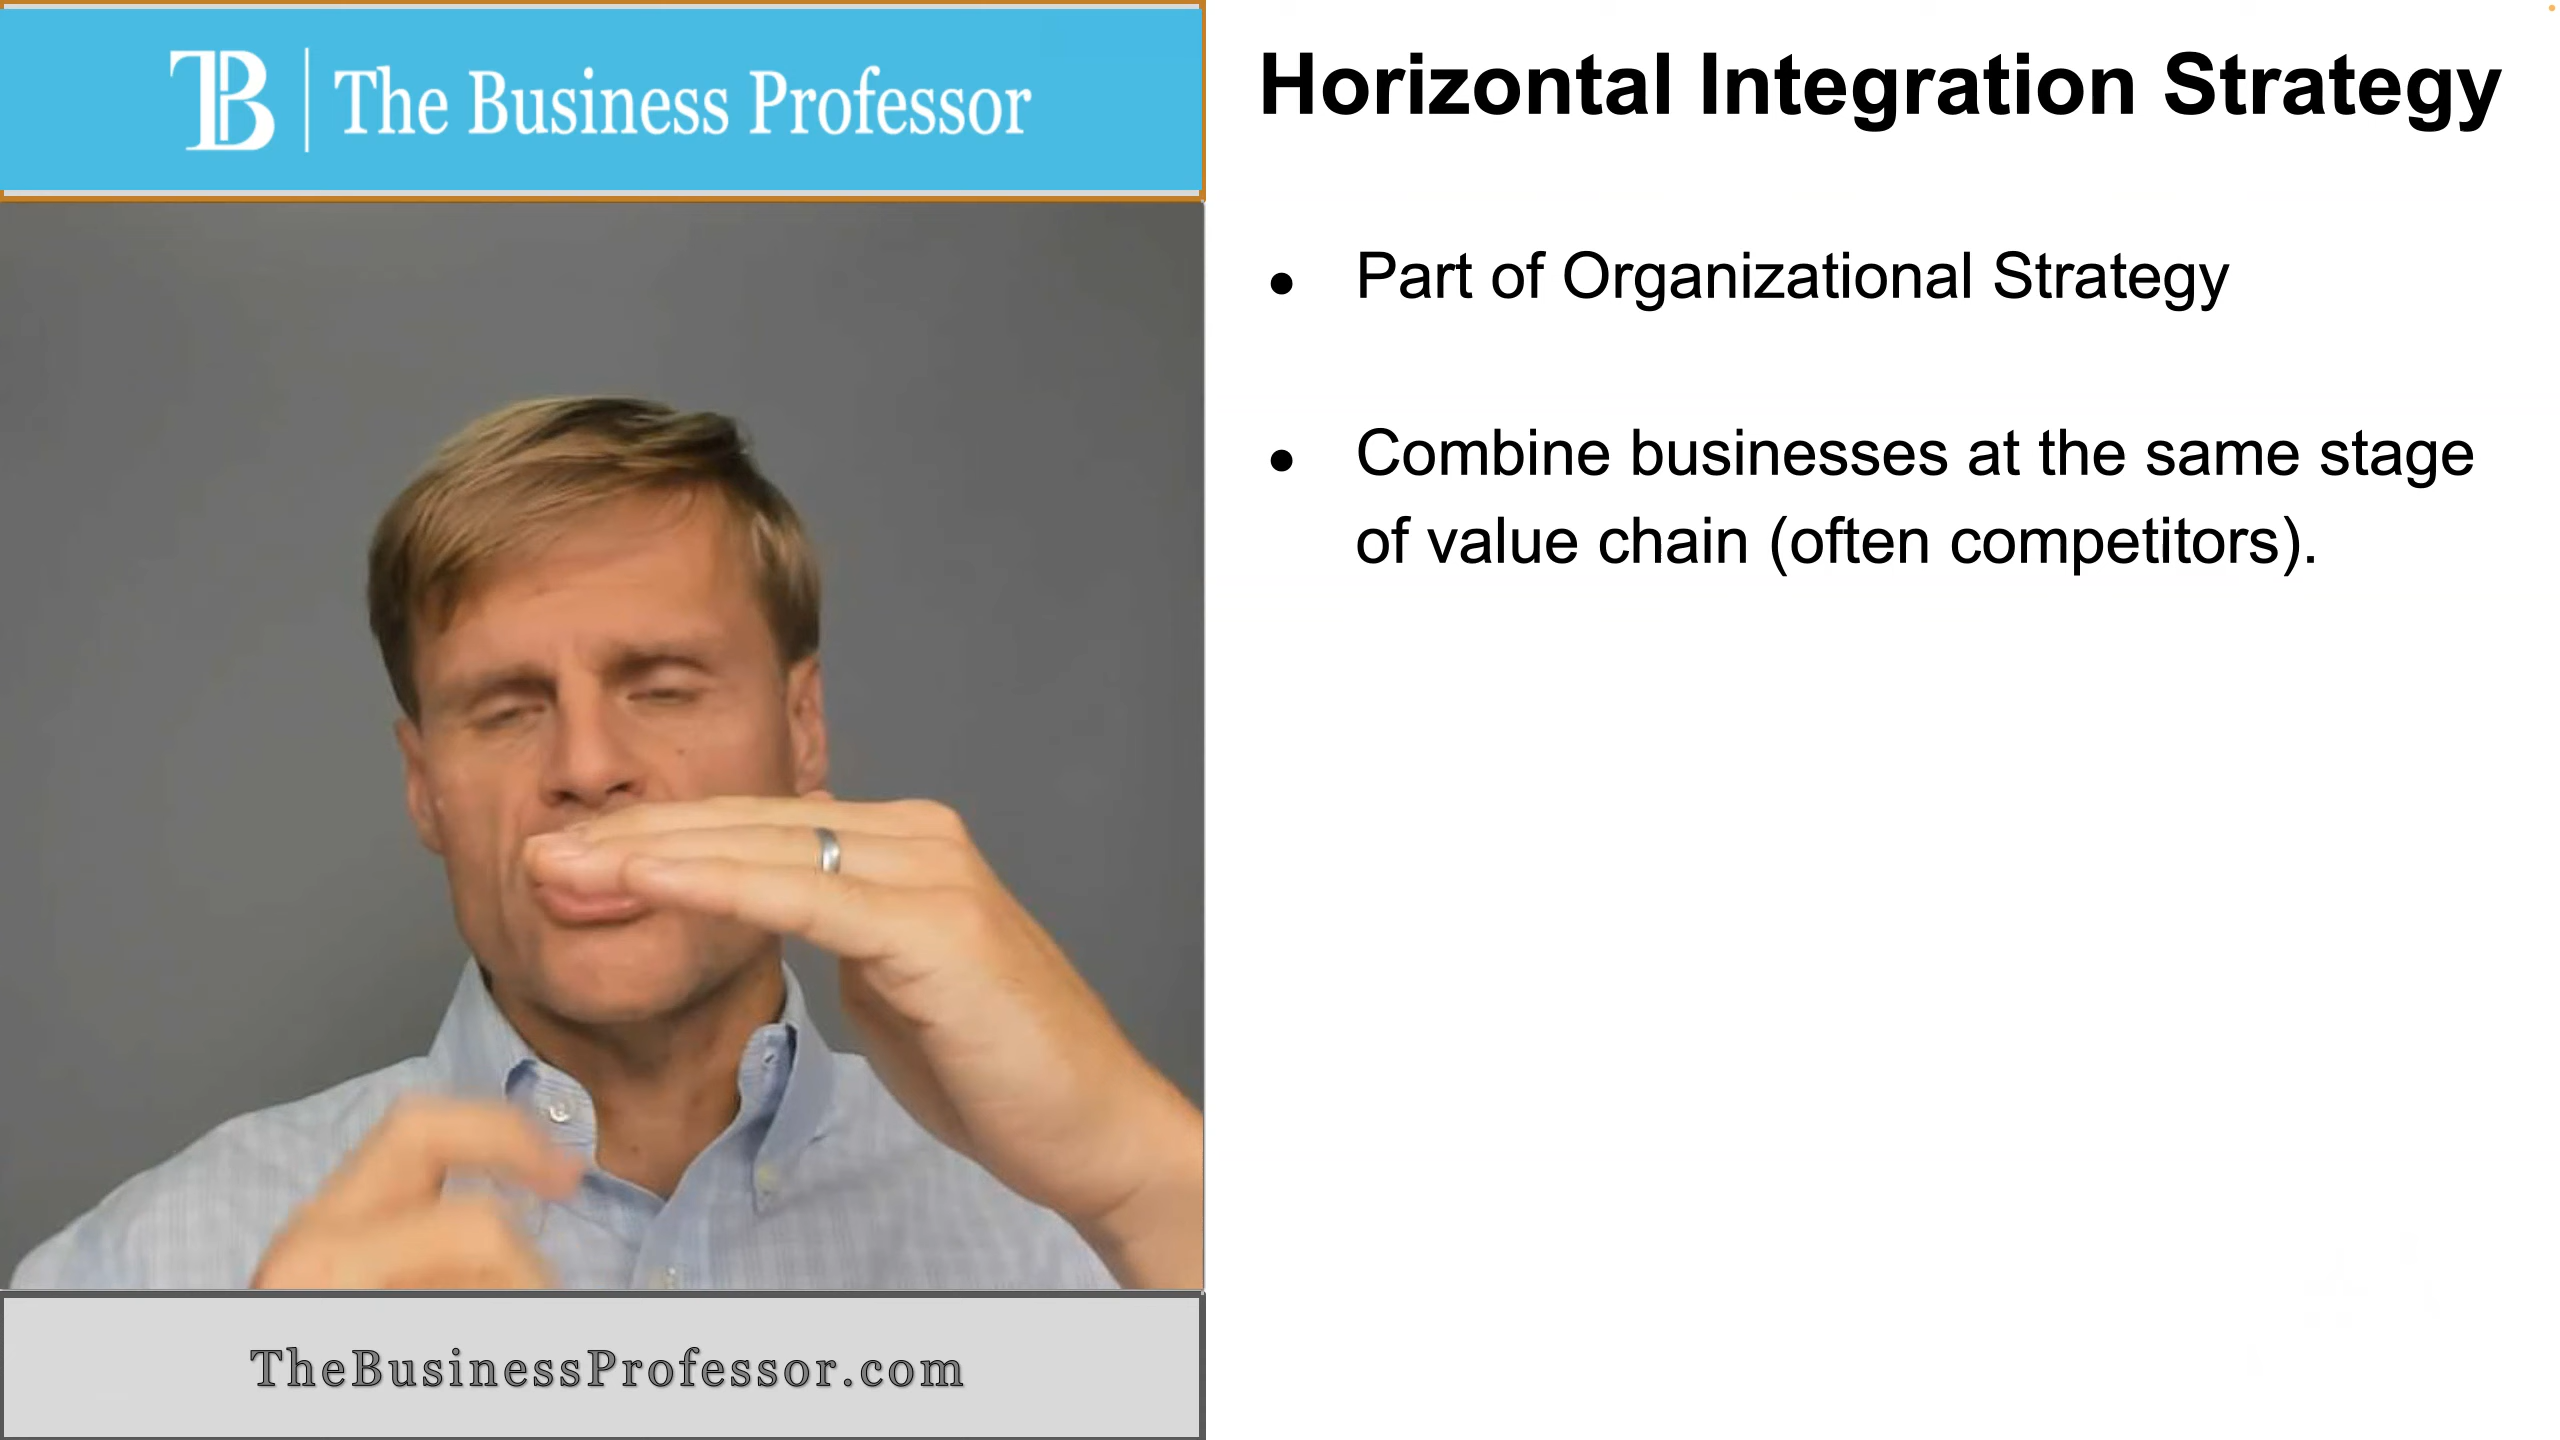 TB The Business Professor
Horizontal Integration Strategy
● Part of Organizational Strategy
● Combine businesses at the same stage
of value chain (often competitors).
TheBusinessProfessor.com